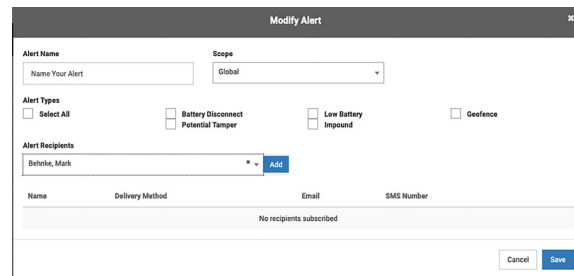 Modify Alert
Alert Name Scope
Name Your Alert Global
Alert Types
Select All Battery Disconnect Low Battery Geofence
Potential Tamper Impound
Alert Recipients
Behnke, Mark Add
Name Delivery Method Email SMS Number
No recipients subscribed
Cancel Save